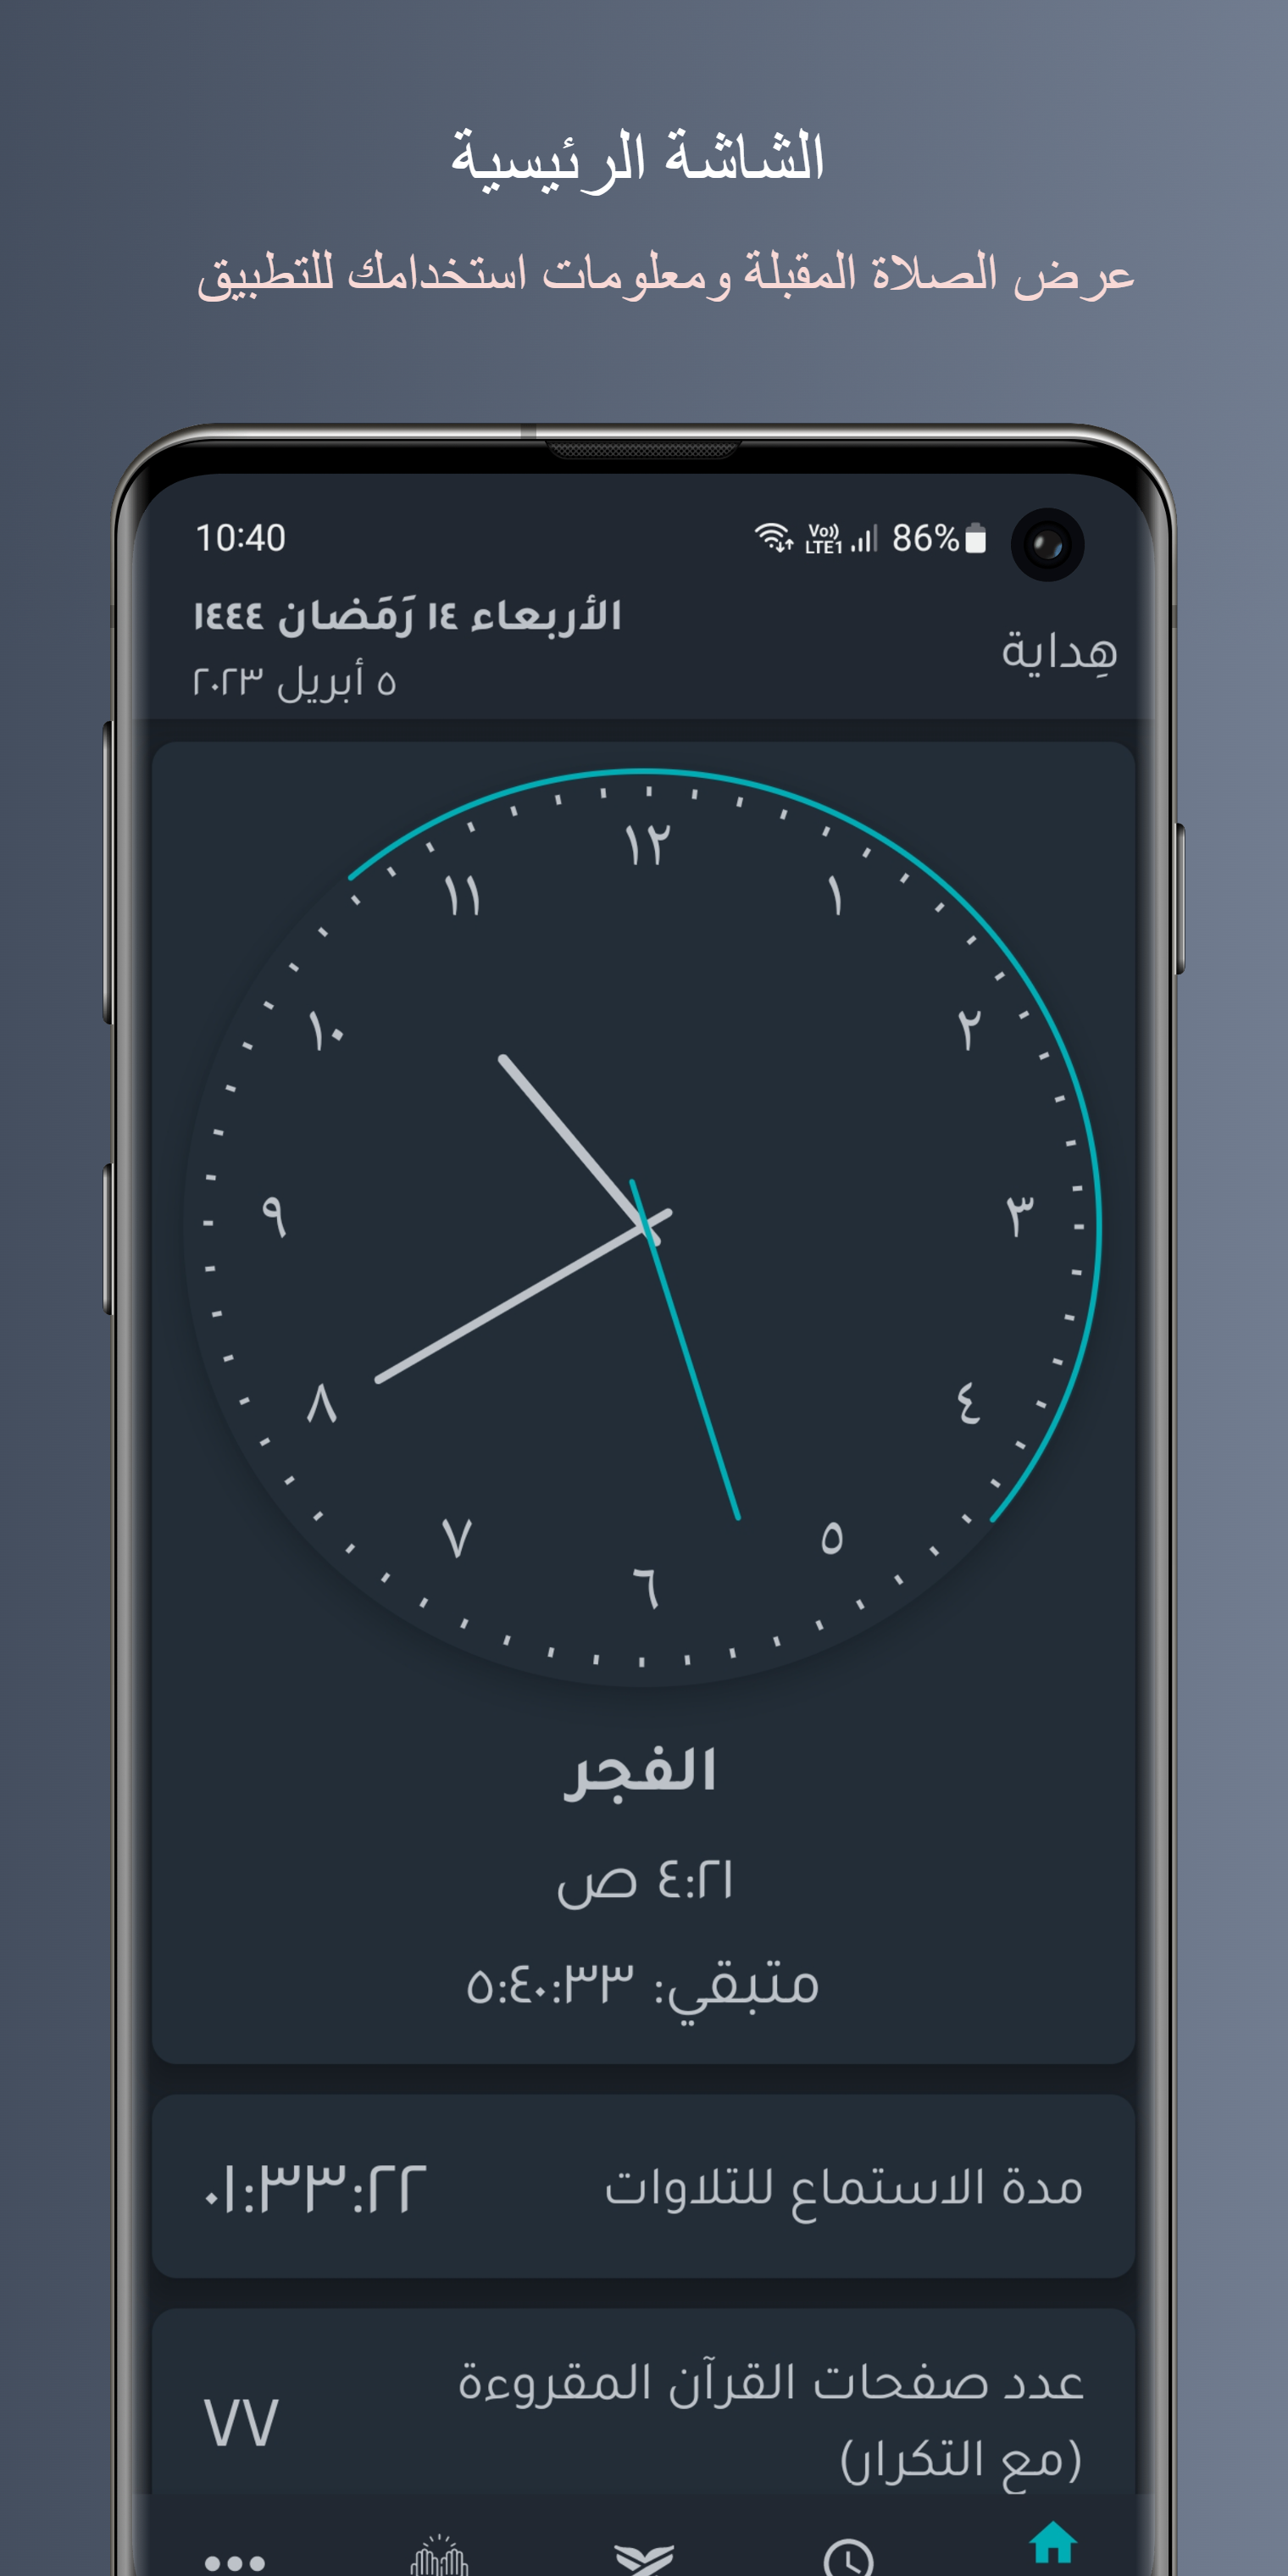 الشاشة الرئيسية
عرض الصلاة المقبلة ومعلومات استخدامك للتطبيق
10:40
Vo)) LTE1 86%
هِداية
الأربعاء ١٤ رَمَضان ١٤٤٤
٥ أبريل ٢٠٢٣
١٢
١
٢
٣
٤
٥
٦
٧
٨
٩
١٠
١١
الفجر
٤:٢١ ص
متبقي: ٥:٤٠:٣٣
مدة الاستماع للتلاوات
٠١:٣٣:٢٢
عدد صفحات القرآن المقروءة
(مع التكرار)
٧٧